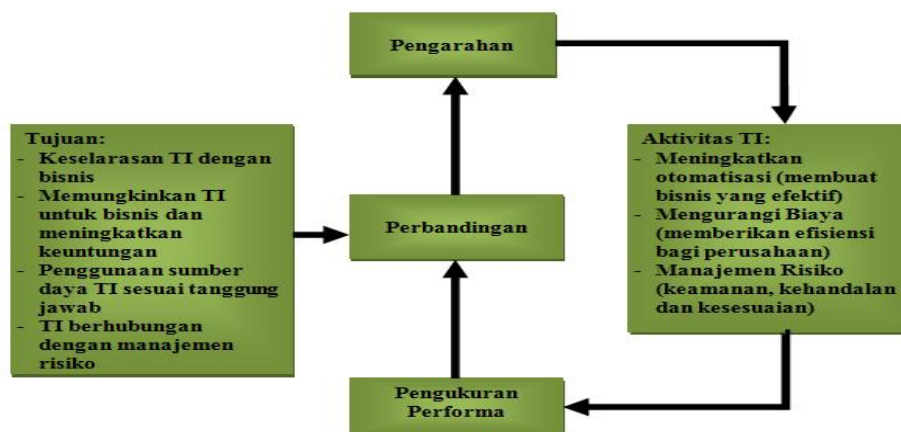 Pengarahan
Tujuan:
- Keselarasan TI dengan
bisnis
- Memungkinkan TI
untuk bisnis dan
meningkatkan
keuntungan
- Penggunaan sumber
daya TI sesuai tanggung
jawab
- TI berhubungan
dengan manajemen
risiko
Perbandingan
Aktivitas TI:
- Meningkatkan
otomatisasi (membuat
bisnis yang efektif)
- Mengurangi Biaya
(memberikan efisiensi
bagi perusahaan)
- Manajemen Risiko
(keamanan, kehandalan
dan kesesuaian)
Pengukuran
Performa